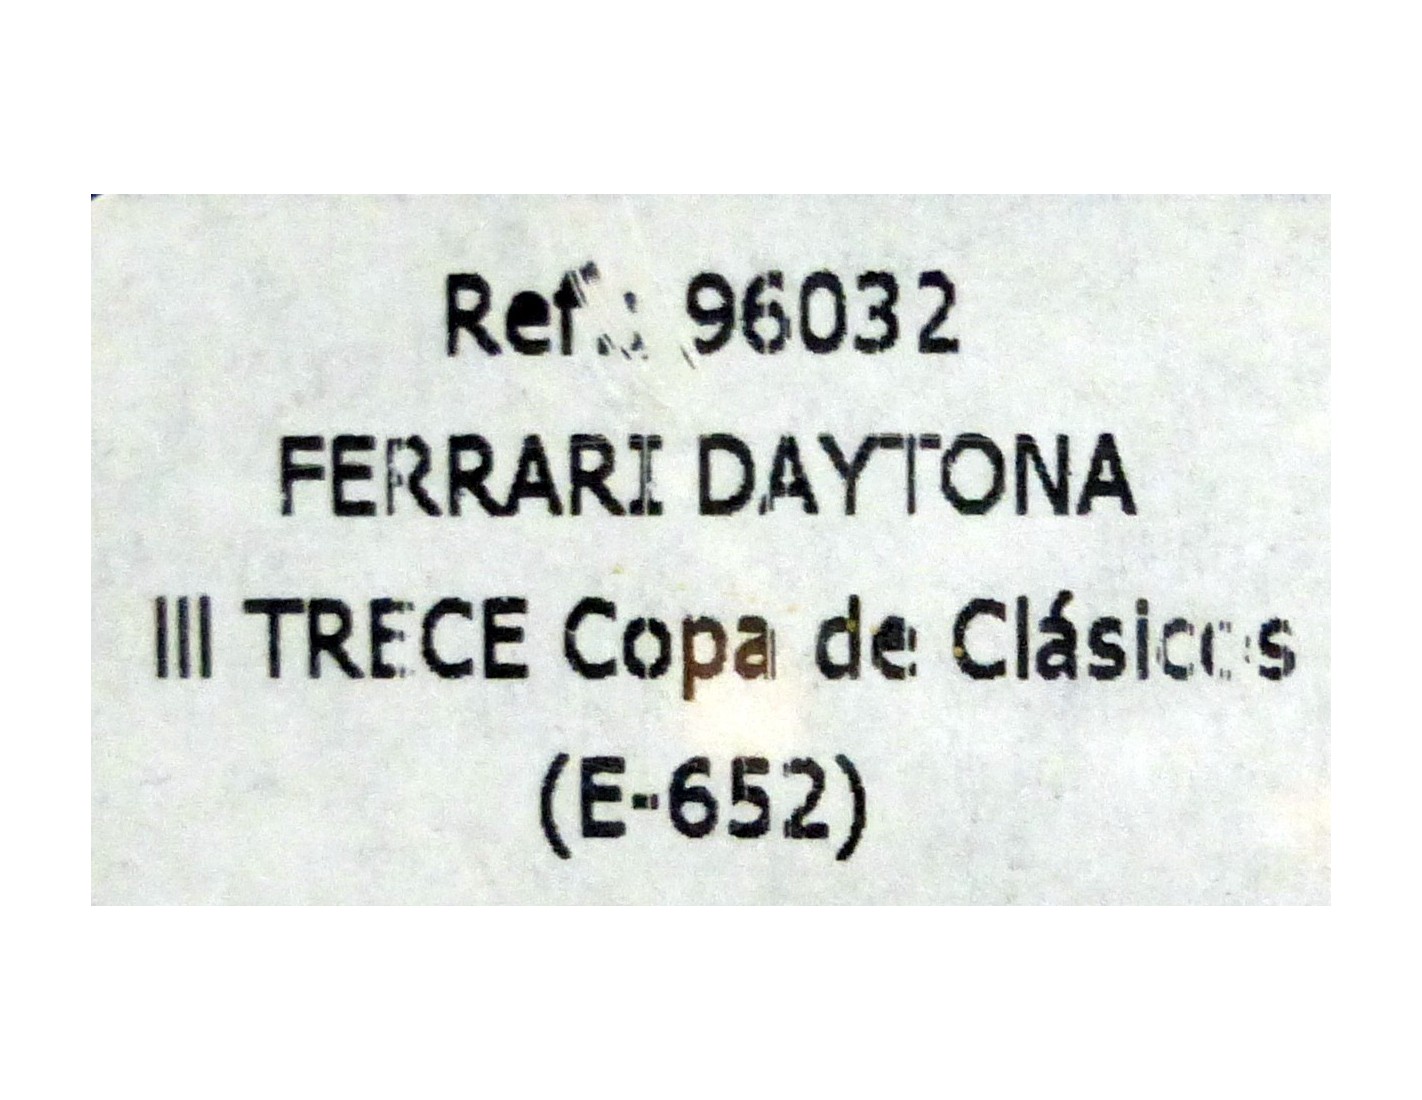 Ref.: 96032
FERRARI DAYTONA
III TRECE Copa de Clásicos
(E-652)